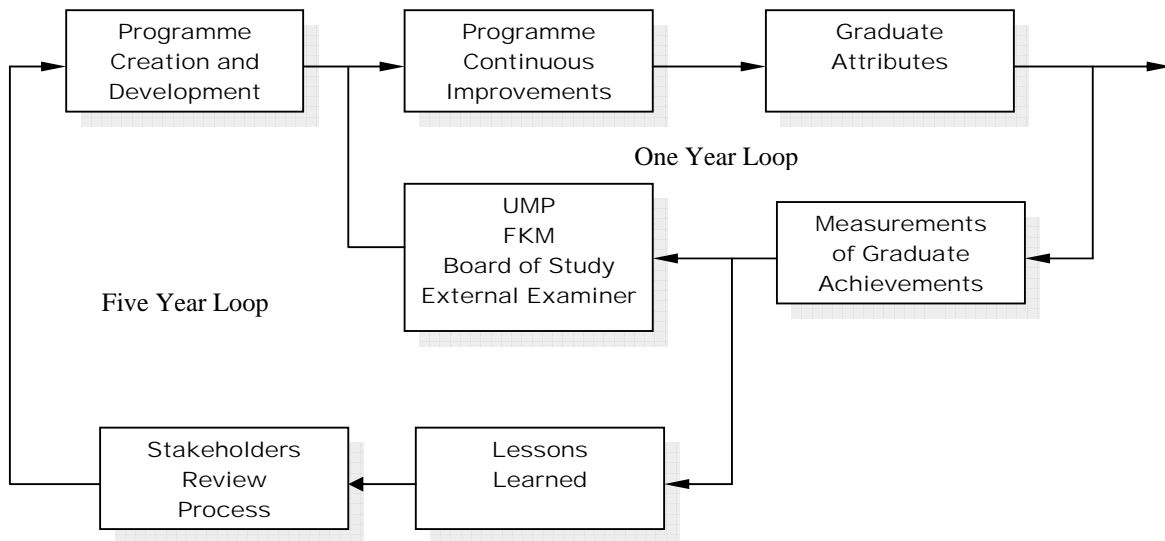 Programme
Creation and
Development
Programme
Continuous
Improvements
Graduate
Attributes
One Year Loop
UMP
FKM
Board of Study
External Examiner
Measurements
of Graduate
Achievements
Five Year Loop
Stakeholders
Review
Process
Lessons
Learned